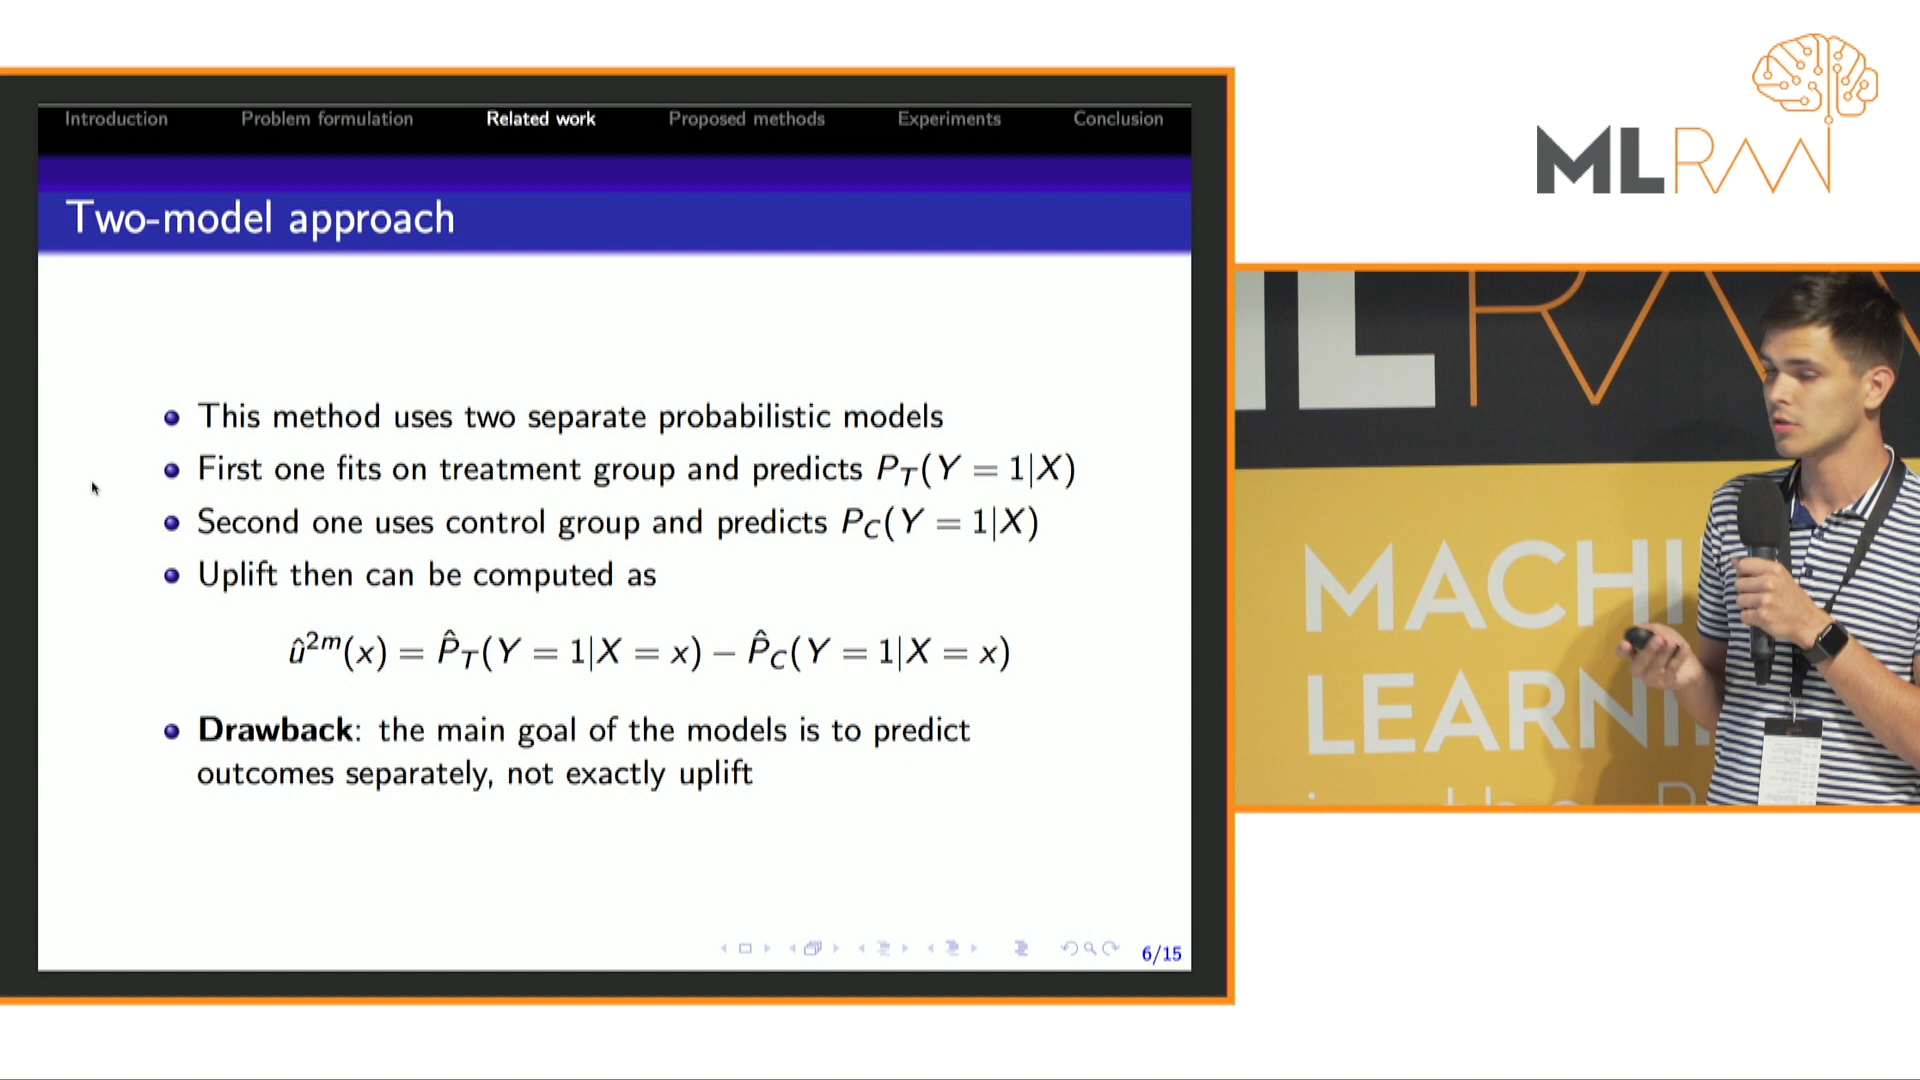 Introduction Problem formulation Related work Proposed methods Experiments Conclusion
Two-model approach
This method uses two separate probabilistic models
First one fits on treatment group and predicts P_T(Y = 1|X)
Second one uses control group and predicts P_C(Y = 1|X)
Uplift then can be computed as
û^{2m}(x) = P̂_T(Y = 1|X = x) − P̂_C(Y = 1|X = x)
Drawback: the main goal of the models is to predict
outcomes separately, not exactly uplift
6/15
MLRW
MACHI
LEARNI